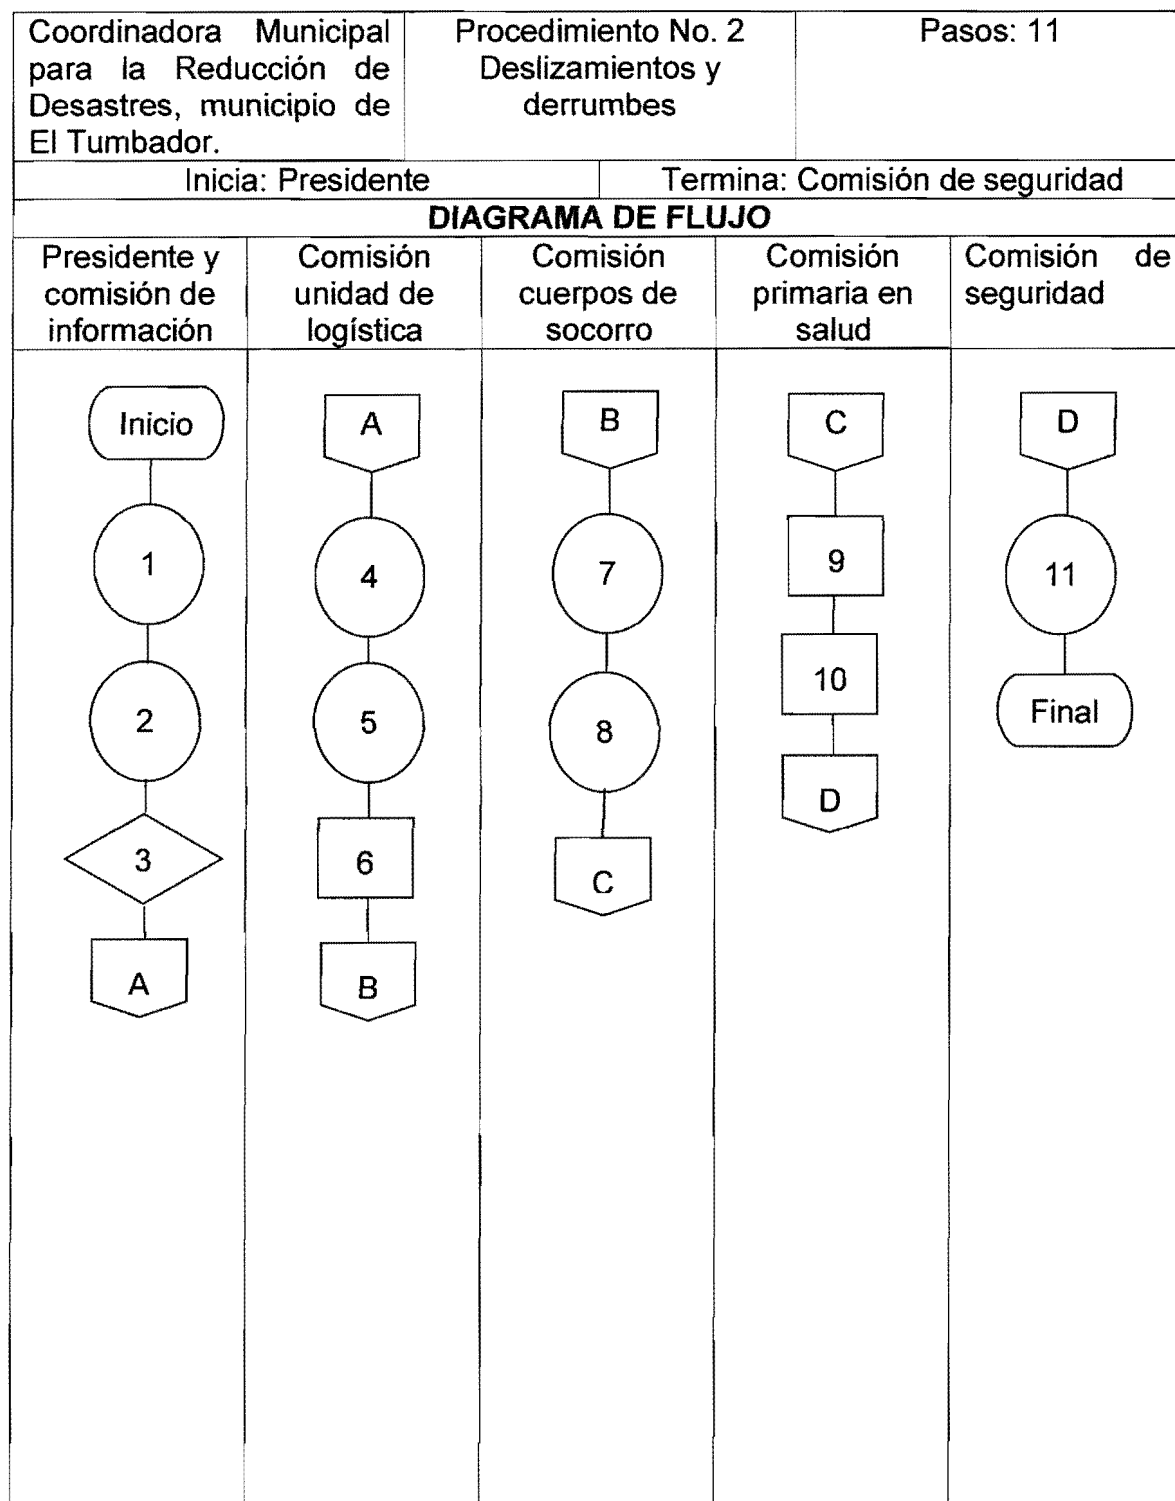 Coordinadora Municipal
para la Reducción de
Desastres, municipio de
El Tumbador.
Procedimiento No. 2
Deslizamientos y
derrumbes
Pasos: 11
Inicia: Presidente
Termina: Comisión de seguridad
DIAGRAMA DE FLUJO
Presidente y
comisión de
información
Comisión
unidad de
logística
Comisión
cuerpos de
socorro
Comisión
primaria en
salud
Comisión de
seguridad
Inicio
1
2
3
A
A
4
5
6
B
B
7
8
C
C
9
10
D
D
11
Final